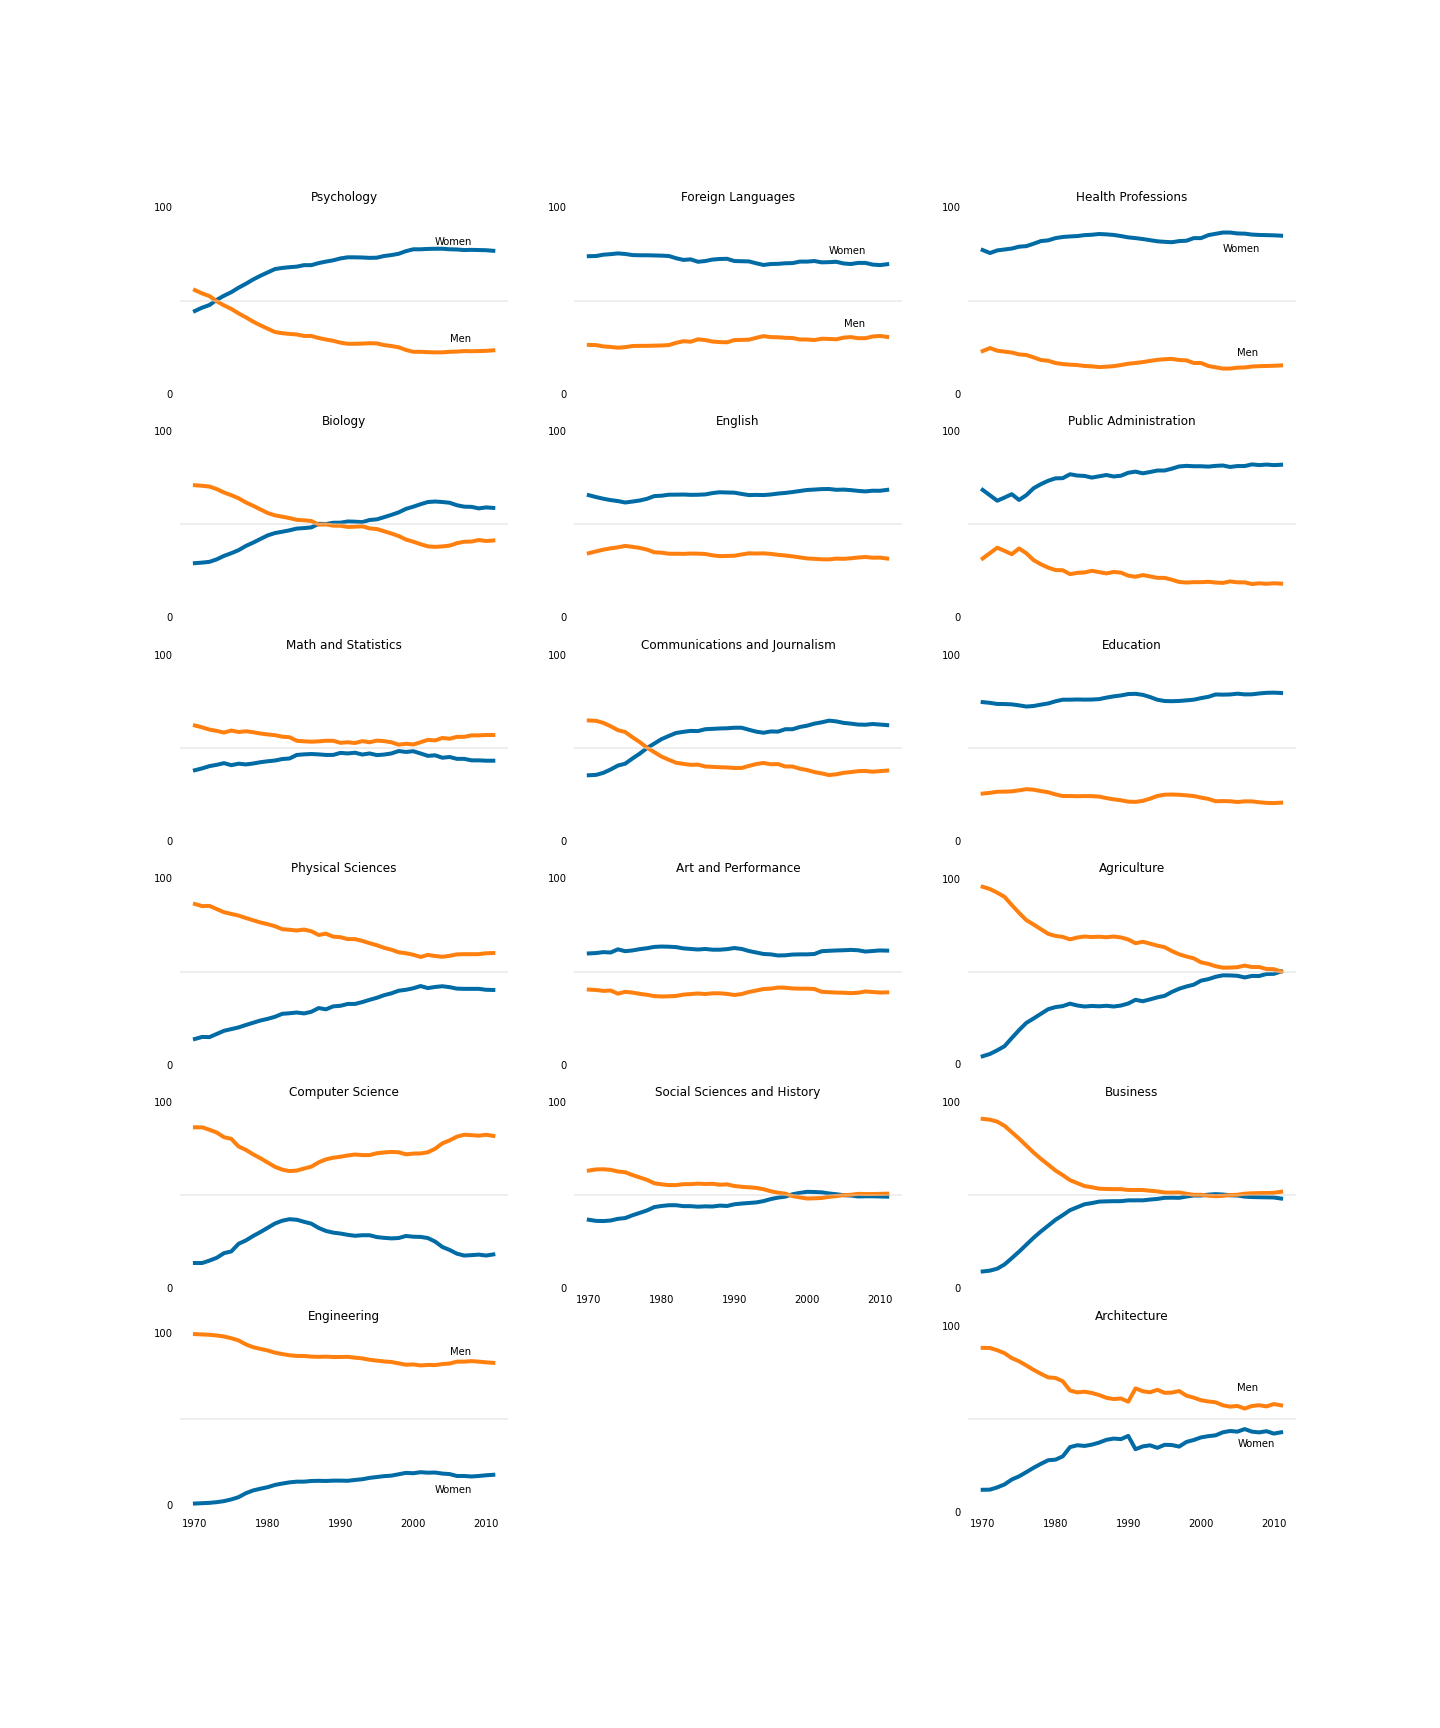 Psychology
100
Women
Men
0
Foreign Languages
100
Women
Men
0
Health Professions
100
Women
Men
0
Biology
100
0
English
100
0
Public Administration
100
0
Math and Statistics
100
0
Communications and Journalism
100
0
Education
100
0
Physical Sciences
100
0
Art and Performance
100
0
Agriculture
100
0
Computer Science
100
0
Social Sciences and History
100
0
1970 1980 1990 2000 2010
Business
100
0
Engineering
100
Men
Women
0
1970 1980 1990 2000 2010
Architecture
100
Men
Women
0
1970 1980 1990 2000 2010